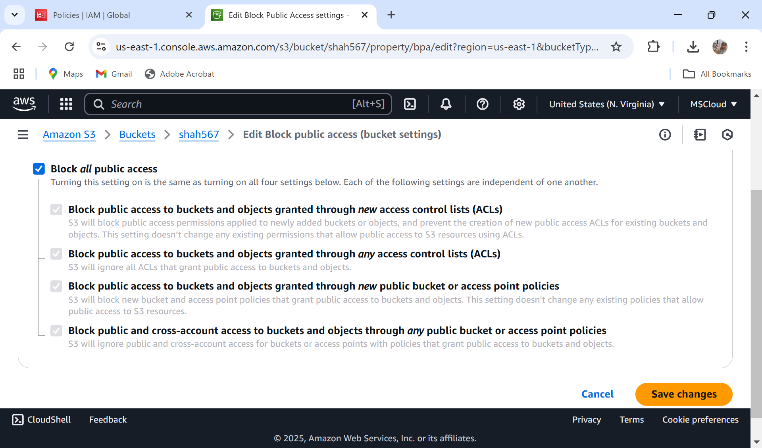 Policies | IAM | Global
Edit Block Public Access settings -
us-east-1.console.aws.amazon.com/s3/bucket/shah567/property/bpa/edit?region=us-east-1&bucketTyp...
Maps
Gmail
Adobe Acrobat
All Bookmarks
aws
Search
[Alt+S]
United States (N. Virginia)
MSCloud
Amazon S3
Buckets
shah567
Edit Block public access (bucket settings)
Block all public access
Turning this setting on is the same as turning on all four settings below. Each of the following settings are independent of one another.
Block public access to buckets and objects granted through new access control lists (ACLs)
S3 will block public access permissions applied to newly added buckets or objects, and prevent the creation of new public access ACLs for existing buckets and
objects. This setting doesn't change any existing permissions that allow public access to S3 resources using ACLs.
Block public access to buckets and objects granted through any access control lists (ACLs)
S3 will ignore all ACLs that grant public access to buckets and objects.
Block public access to buckets and objects granted through new public bucket or access point policies
S3 will block new bucket and access point policies that grant public access to buckets and objects. This setting doesn't change any existing policies that allow
public access to S3 resources.
Block public and cross-account access to buckets and objects through any public bucket or access point policies
S3 will ignore public and cross-account access for buckets or access points with policies that grant public access to buckets and objects.
Cancel
Save changes
CloudShell
Feedback
Privacy
Terms
Cookie preferences
© 2025, Amazon Web Services, Inc. or its affiliates.